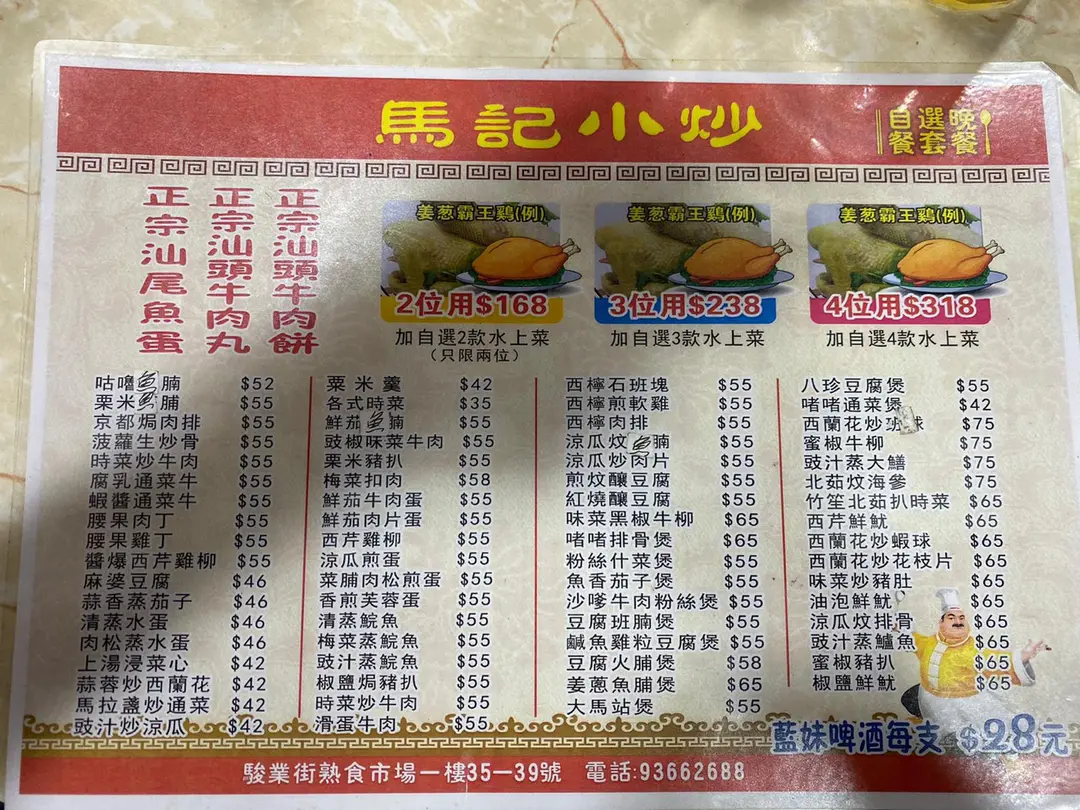 馬記小炒
自選晚
餐套餐
正宗汕尾魚蛋
正宗汕頭牛肉丸
正宗汕頭牛肉餅
姜葱霸王鷄(例)
2位用$168
加自選2款水上菜
(只限兩位)
姜葱霸王鷄(例)
3位用$238
加自選3款水上菜
姜葱霸王鷄(例)
4位用$318
加自選4款水上菜
咕嚕魚腩 $52
栗米魚腩 $55
京都焗肉排 $55
菠蘿生炒骨 $55
時菜炒牛肉 $55
腐乳通菜牛 $55
蝦醬通菜牛 $55
腰果肉丁 $55
腰果雞丁 $55
醬爆西芹雞柳 $55
麻婆豆腐 $46
蒜香蒸茄子 $46
清蒸水蛋 $46
肉松蒸水蛋 $46
上湯浸菜心 $42
蒜蓉炒西蘭花 $42
馬拉盞炒通菜 $42
豉汁炒涼瓜 $42
粟米羹 $42
各式時菜 $35
鮮茄魚腩 $55
豉椒味菜牛肉 $55
栗米豬扒 $55
梅菜扣肉 $58
鮮茄牛肉蛋 $55
鮮茄肉片蛋 $55
西芹雞柳 $55
涼瓜煎蛋 $55
菜脯肉松煎蛋 $55
香煎芙蓉蛋 $55
清蒸鯇魚 $55
梅菜蒸鯇魚 $55
豉汁蒸鯇魚 $55
椒鹽焗豬扒 $55
時菜炒牛肉 $55
滑蛋牛肉 $55
西檸石班塊 $55
西檸煎軟雞 $55
西檸肉排 $55
涼瓜炆魚腩 $55
涼瓜炒肉片 $55
煎炆釀豆腐 $55
紅燒釀豆腐 $55
味菜黑椒牛柳 $65
啫啫排骨煲 $65
粉絲什菜煲 $55
魚香茄子煲 $55
沙嗲牛肉粉絲煲 $55
豆腐班腩煲 $55
鹹魚雞粒豆腐煲 $55
豆腐火腩煲 $58
姜蔥魚腩煲 $65
大馬站煲 $55
八珍豆腐煲 $55
啫啫通菜煲 $42
西蘭花炒班球 $75
蜜椒牛柳 $75
豉汁蒸大鱔 $75
北菇炆海參 $75
竹笙北菇扒時菜 $65
西芹鮮魷 $65
西蘭花炒蝦球 $65
西蘭花炒花枝片 $65
味菜炒豬肚 $65
油泡鮮魷 $65
涼瓜炆排骨 $65
豉汁蒸鱸魚 $65
蜜椒豬扒 $65
椒鹽鮮魷 $65
藍妹啤酒每支 $28元
駿業街熟食市場一樓35-39號 電話:93662688